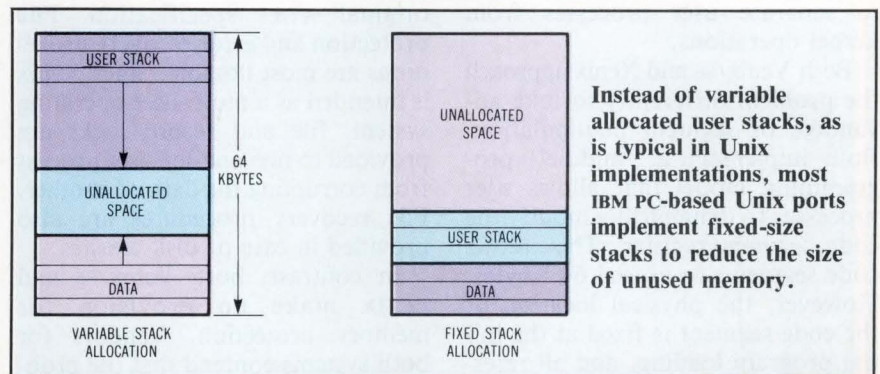 USER STACK
UNALLOCATED
SPACE
DATA
VARIABLE STACK
ALLOCATION
64
KBYTES
UNALLOCATED
SPACE
USER STACK
DATA
FIXED STACK
ALLOCATION
Instead of variable
allocated user stacks, as
is typical in Unix
implementations, most
IBM PC-based Unix ports
implement fixed-size
stacks to reduce the size
of unused memory.